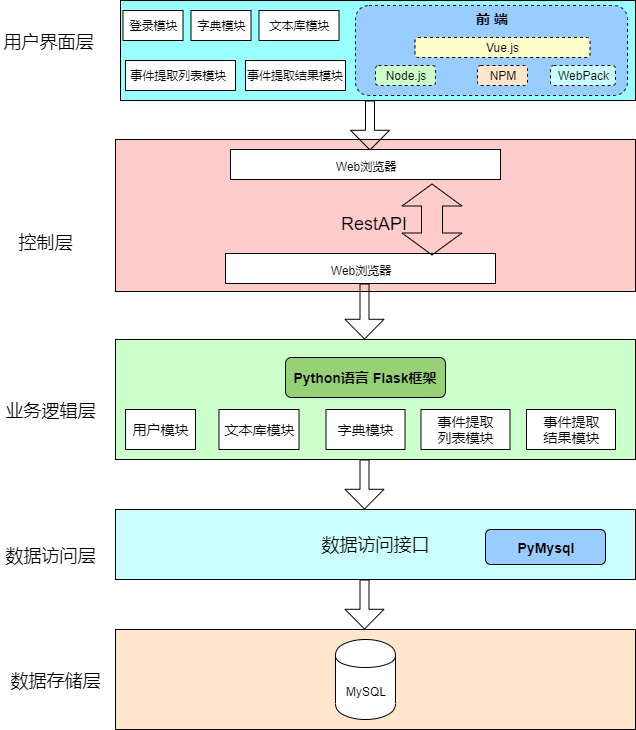 用户界面层
登录模块
字典模块
文本库模块
事件提取列表模块
事件提取结果模块
前 端
Vue.js
Node.js
NPM
WebPack
控制层
Web浏览器
RestAPI
Web浏览器
业务逻辑层
Python语言 Flask框架
用户模块
文本库模块
字典模块
事件提取
列表模块
事件提取
结果模块
数据访问层
数据访问接口
PyMysql
数据存储层
MySQL